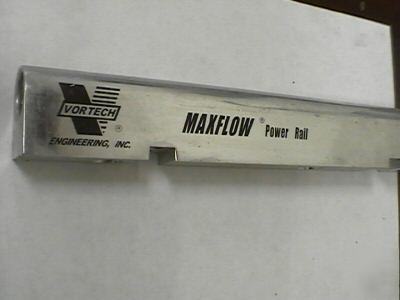 VORTECH ®
ENGINEERING, INC.
MAXFLOW ® Power Rail